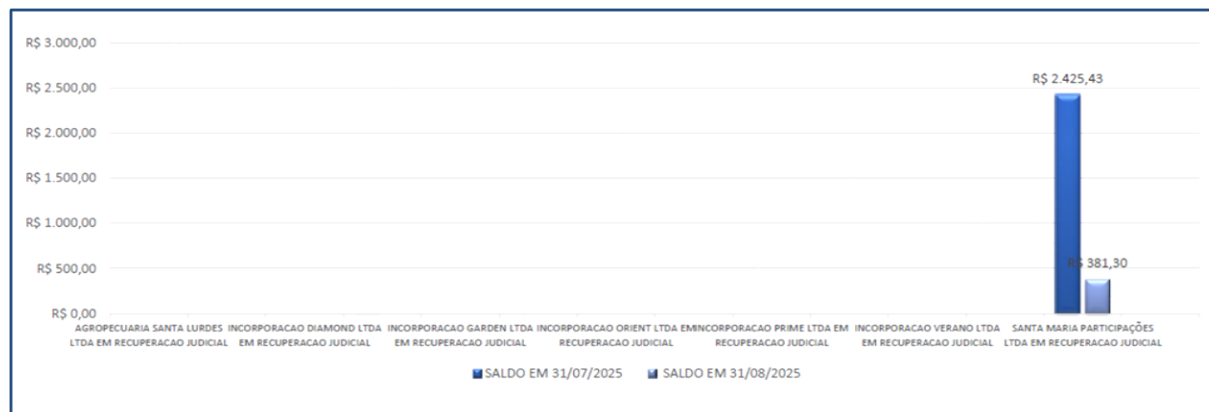 R$ 3.000,00
R$ 2.500,00
R$ 2.000,00
R$ 1.500,00
R$ 1.000,00
R$ 500,00
R$ 0,00
R$ 2.425,43
R$ 381,30
AGROPECUARIA SANTA LURDES
LTDA EM RECUPERACAO JUDICIAL
INCORPORACAO DIAMOND LTDA
EM RECUPERACAO JUDICIAL
INCORPORACAO GARDEN LTDA
EM RECUPERACAO JUDICIAL
INCORPORACAO ORIENT LTDA EM
RECUPERACAO JUDICIAL
INCORPORACAO PRIME LTDA EM
RECUPERACAO JUDICIAL
INCORPORACAO VERANO LTDA
EM RECUPERACAO JUDICIAL
SANTA MARIA PARTICIPAÇÕES
LTDA EM RECUPERACAO JUDICIAL
SALDO EM 31/07/2025
SALDO EM 31/08/2025